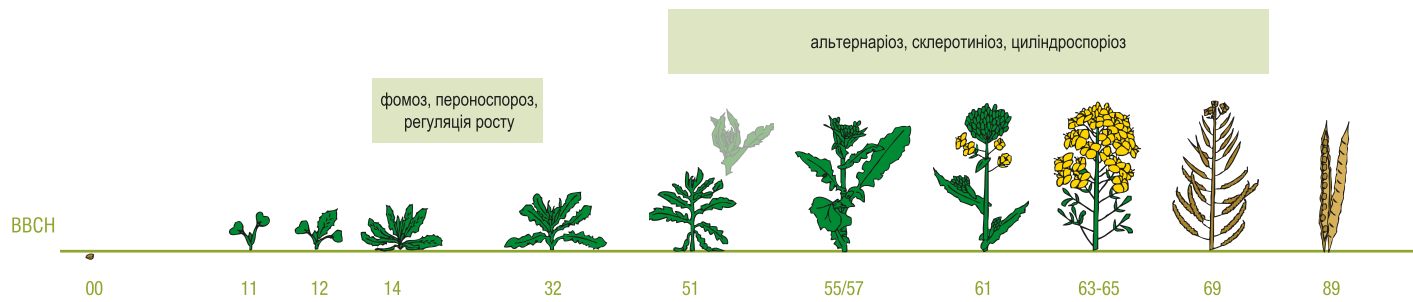 альтернаріоз, склеротиніоз, циліндроспоріоз
фомоз, пероноспороз,
регуляція росту
BBCH
00 11 12 14 32 51 55/57 61 63-65 69 89